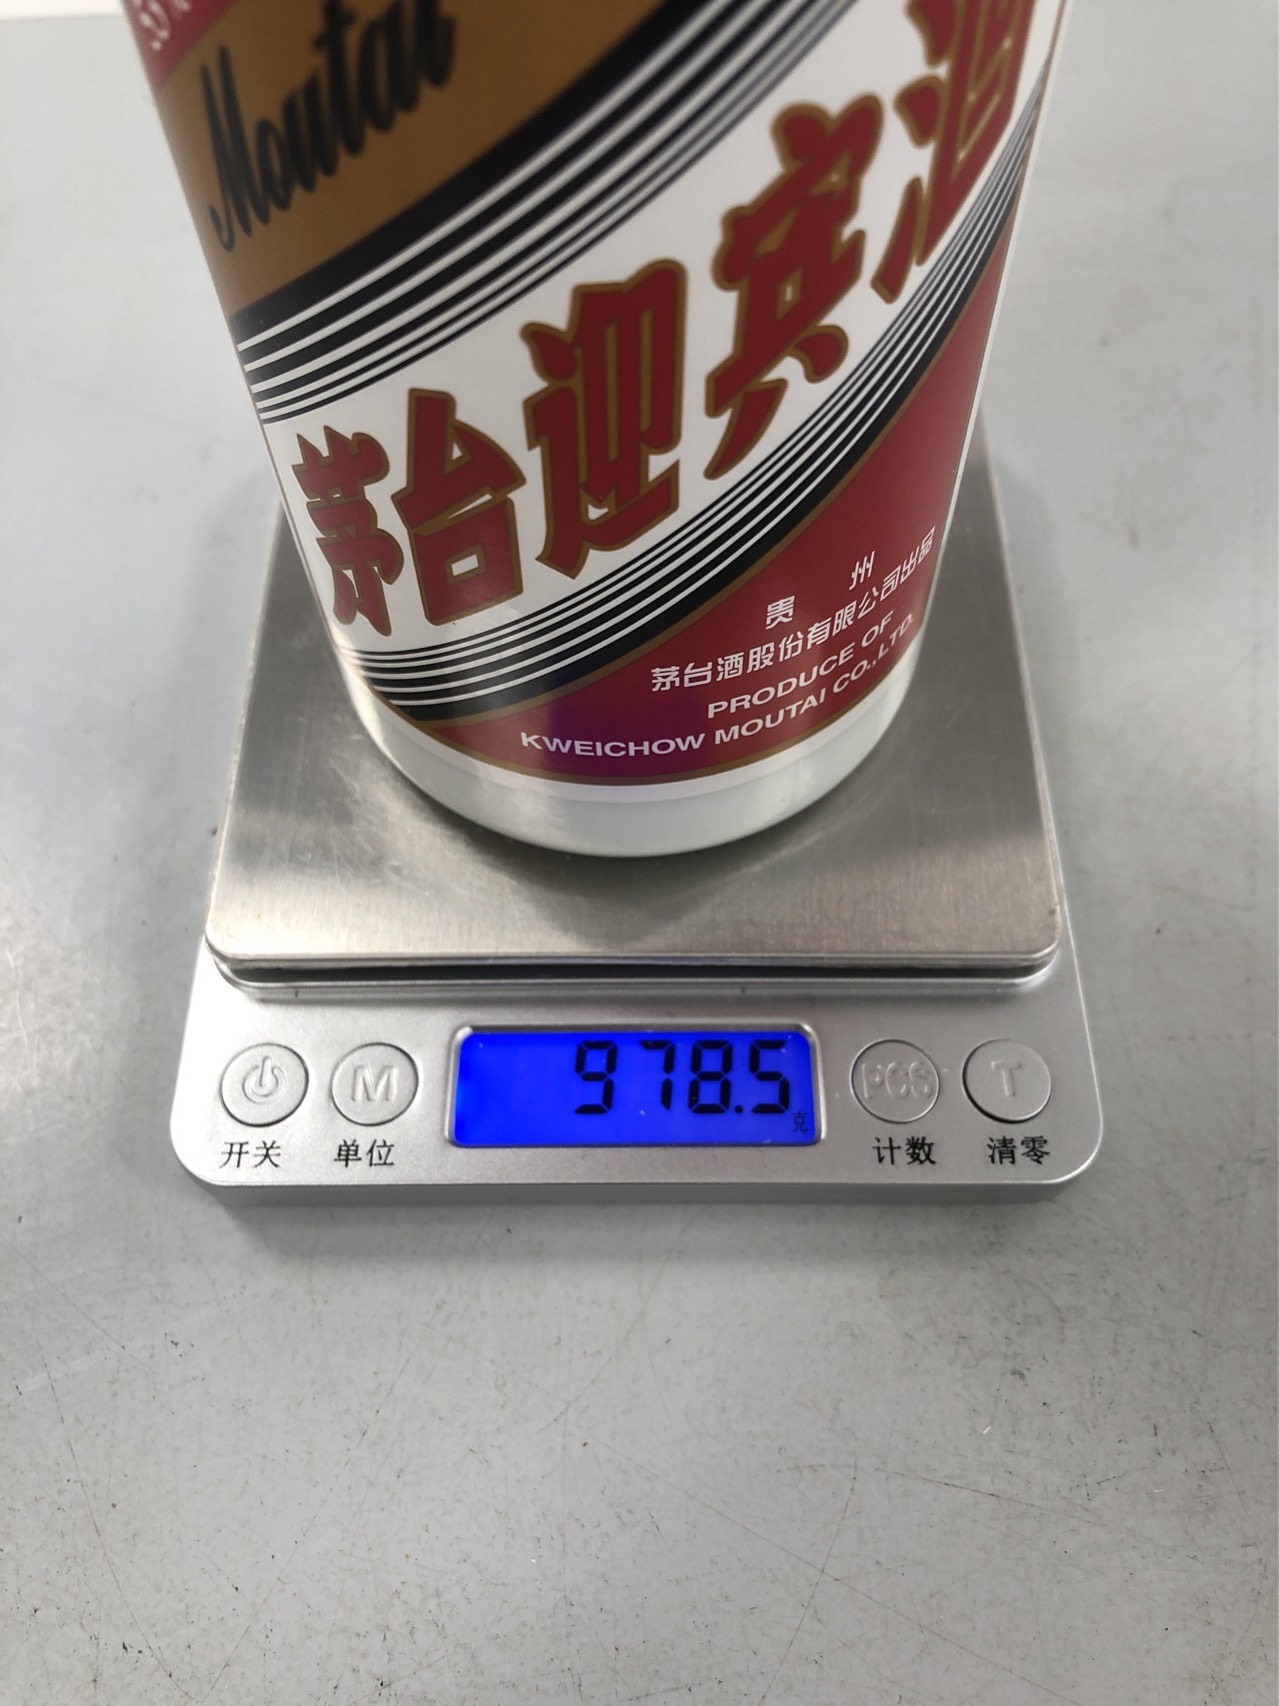 Moutai
茅台迎宾酒
贵州
茅台酒股份有限公司出品
PRODUCE OF
KWEICHOW MOUTAI CO.,LTD.
978.5
克
M
PCS
T
开关
单位
计数
清零